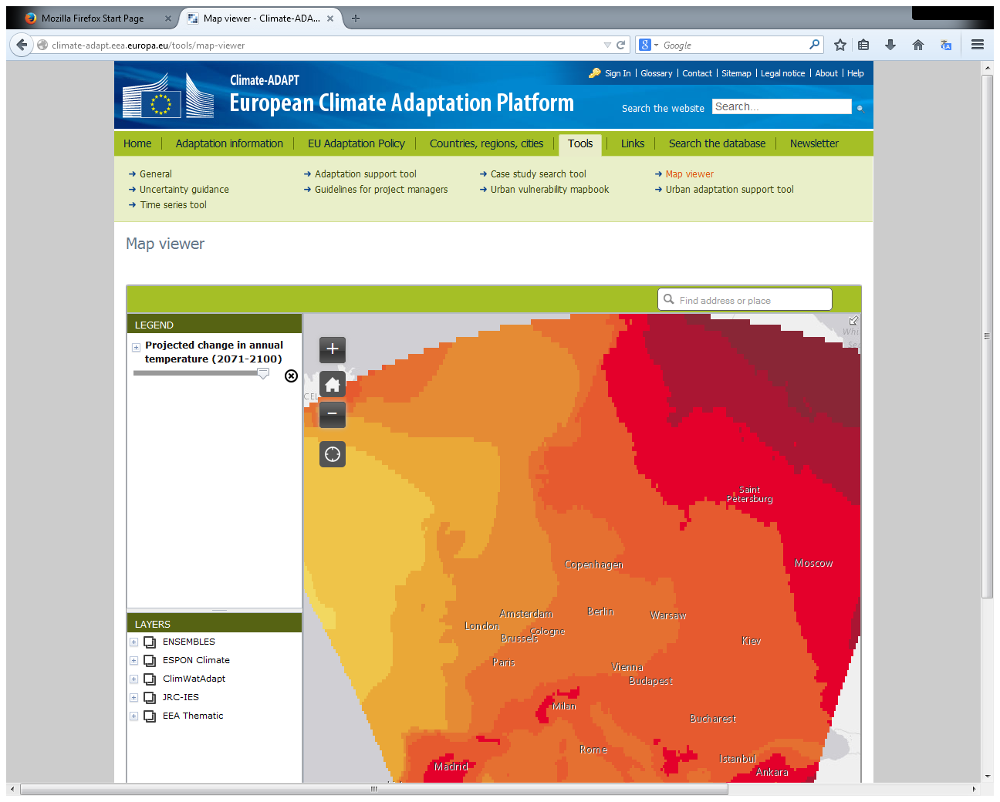 Mozilla Firefox Start Page
Map viewer - Climate-ADA...
climate-adapt.eea.europa.eu/tools/map-viewer
Google
Climate-ADAPT
European Climate Adaptation Platform
Sign In | Glossary | Contact | Sitemap | Legal notice | About | Help
Search the website
Search...
Home | Adaptation information | EU Adaptation Policy | Countries, regions, cities | Tools | Links | Search the database | Newsletter
General
Adaptation support tool
Case study search tool
Map viewer
Uncertainty guidance
Guidelines for project managers
Urban vulnerability mapbook
Urban adaptation support tool
Time series tool
Map viewer
Find address or place
LEGEND
Projected change in annual
temperature (2071-2100)
LAYERS
ENSEMBLES
ESPON Climate
ClimWatAdapt
JRC-IES
EEA Thematic
Saint
Petersburg
Moscow
Copenhagen
Amsterdam
Berlin
Warsaw
London
Cologne
Brussels
Kiev
Paris
Vienna
Budapest
Milan
Bucharest
Rome
Istanbul
Madrid
Ankara